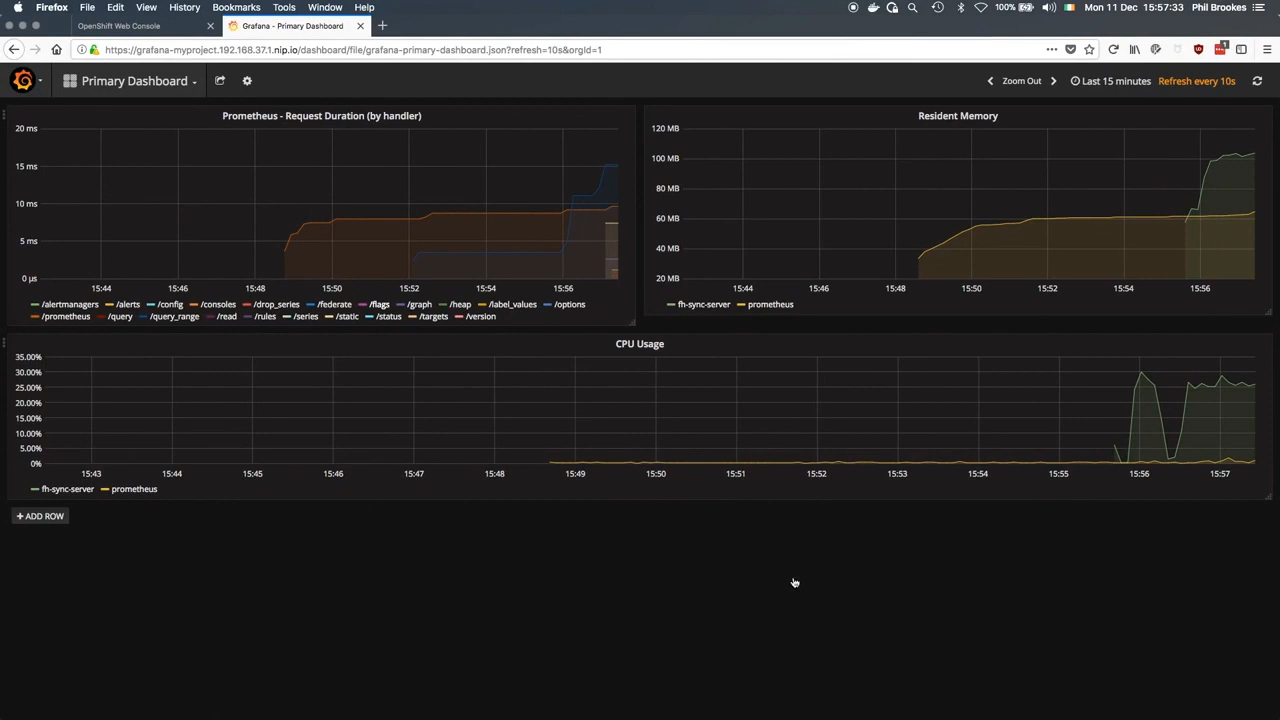 Firefox File Edit View History Bookmarks Tools Window Help 100% Mon 11 Dec 15:57:33 Phil Brookes
OpenShift Web Console Grafana - Primary Dashboard
https://grafana-myproject.192.168.37.1.nip.io/dashboard/file/grafana-primary-dashboard.json?refresh=10s&orgId=1 1
Primary Dashboard Zoom Out Last 15 minutes Refresh every 10s
Prometheus - Request Duration (by handler)
20 ms
15 ms
10 ms
5 ms
0 µs
15:44 15:46 15:48 15:50 15:52 15:54 15:56
/alertmanagers /alerts /config /consoles /drop_series /federate /flags /graph /heap /label_values /options
/prometheus /query /query_range /read /rules /series /static /status /targets /version
Resident Memory
120 MB
100 MB
80 MB
60 MB
40 MB
20 MB
15:44 15:46 15:48 15:50 15:52 15:54 15:56
fh-sync-server prometheus
CPU Usage
35.00%
30.00%
25.00%
20.00%
15.00%
10.00%
5.00%
0%
15:43 15:44 15:45 15:46 15:47 15:48 15:49 15:50 15:51 15:52 15:53 15:54 15:55 15:56 15:57
fh-sync-server prometheus
+ ADD ROW